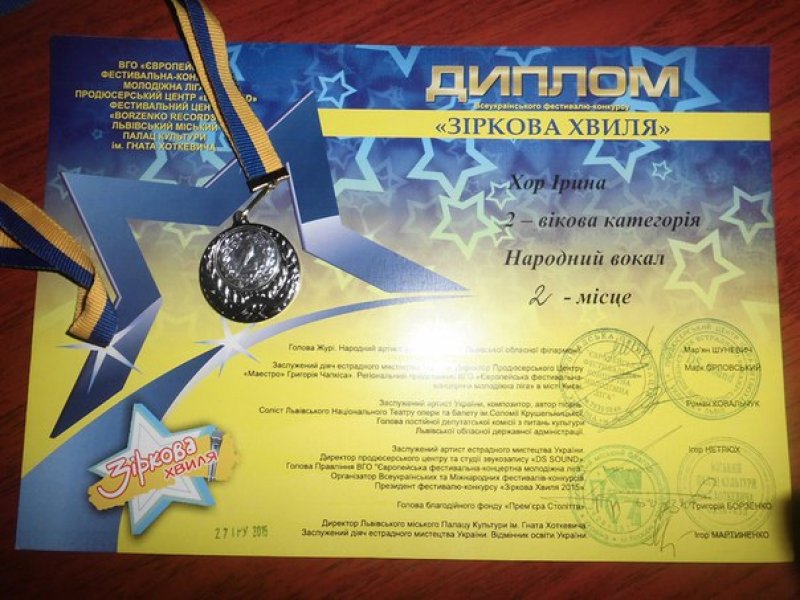 ВГО «ЄВРОПЕЙСЬКА
ФЕСТИВАЛЬНА-КОНЦ
МОЛОДІЖНА ЛІГА
ПРОДЮСЕРСЬКИЙ ЦЕНТР
ФЕСТИВАЛЬНИЙ ЦЕН
«BORZENKO RECORDS
ЛЬВІВСЬКИЙ МІСЬКИЙ
ПАЛАЦ КУЛЬТУРИ
ім. ГНАТА ХОТКЕВИЧА
ДИПЛОМ
Всеукраїнського фестивалю-конкурсу
«ЗІРКОВА ХВИЛЯ»
Хор Ірина
2 – вікова категорія
Народний вокал
2 - місце
Голова Журі. Народний артист Львівської обласної філармонії Мар'ян ШУНЕВИЧ
Заслужений діяч естрадного мистецтва Директор Продюсерського Центру Марк ОРЛОВСЬКИЙ
«Маестро» Григорія Чапкіса». Регіональний ВГО «Європейська фестивальна-
концертна молодіжна ліга» в місті Києві.
Заслужений артист України, композитор, автор пісень Роман КОВАЛЬЧУК
Соліст Львівського Національного Театру опери та балету ім.Соломії Крушельницької.
Голова постійної депутатської комісії з питань культури
Львівської обласної державної адміністрації.
Заслужений артист естрадного мистецтва України Ігор НЕТЛЮХ
Директор продюсерського центру та студії звукозапису «DS SOUND»
Голова Правління ВГО "Європейська фестивальна-концертна молодіжна ліга".
Організатор Всеукраїнських та Міжнародних фестивалів-конкурсів
Президент фестивалю-конкурсу «Зіркова Хвиля 2015»
Голова благодійного фонду «Прем'єра Століття» Григорій БОРЗЕНКО
Директор Львівського міського Палацу Культури ім. Гната Хоткевича
Заслужений діяч естрадного мистецтва України. Відмінник освіти України Ігор МАРТИНЕНКО
Зіркова
ХВИЛЯ
27 ГРУ 2015